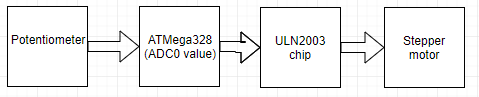 Potentiometer
ATMega328
(ADC0 value)
ULN2003
chip
Stepper
motor